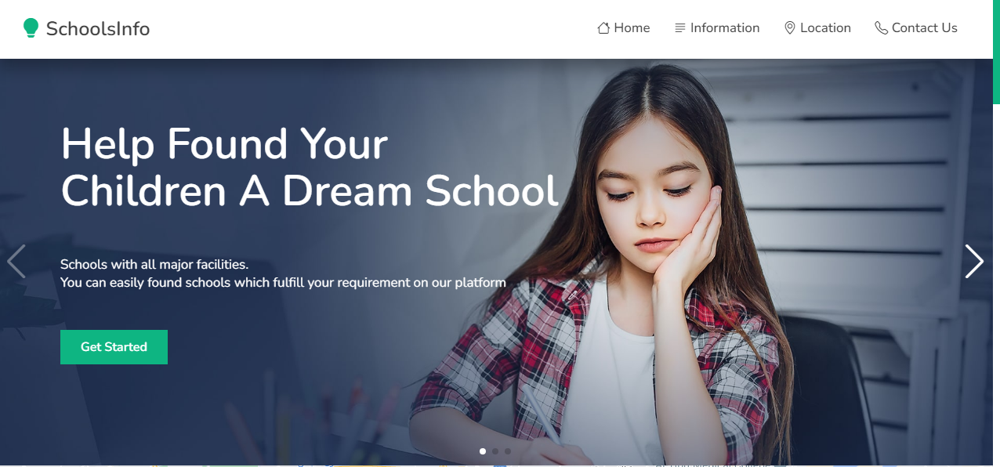 SchoolsInfo
Home
Information
Location
Contact Us
Help Found Your
Children A Dream School
Schools with all major facilities.
You can easily found schools which fulfill your requirement on our platform
Get Started